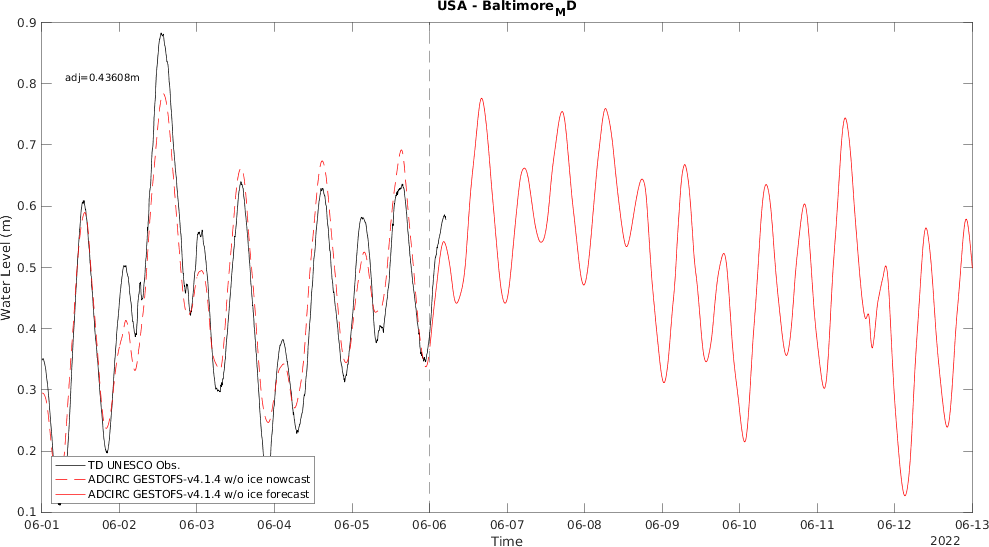 USA - Baltimore_MD
0.9
0.8
0.7
0.6
0.5
0.4
0.3
0.2
0.1
Water Level (m)
adj=0.43608m
TD UNESCO Obs.
ADCIRC GESTOFS-v4.1.4 w/o ice nowcast
ADCIRC GESTOFS-v4.1.4 w/o ice forecast
06-01 06-02 06-03 06-04 06-05 06-06 06-07 06-08 06-09 06-10 06-11 06-12 06-13
Time
2022